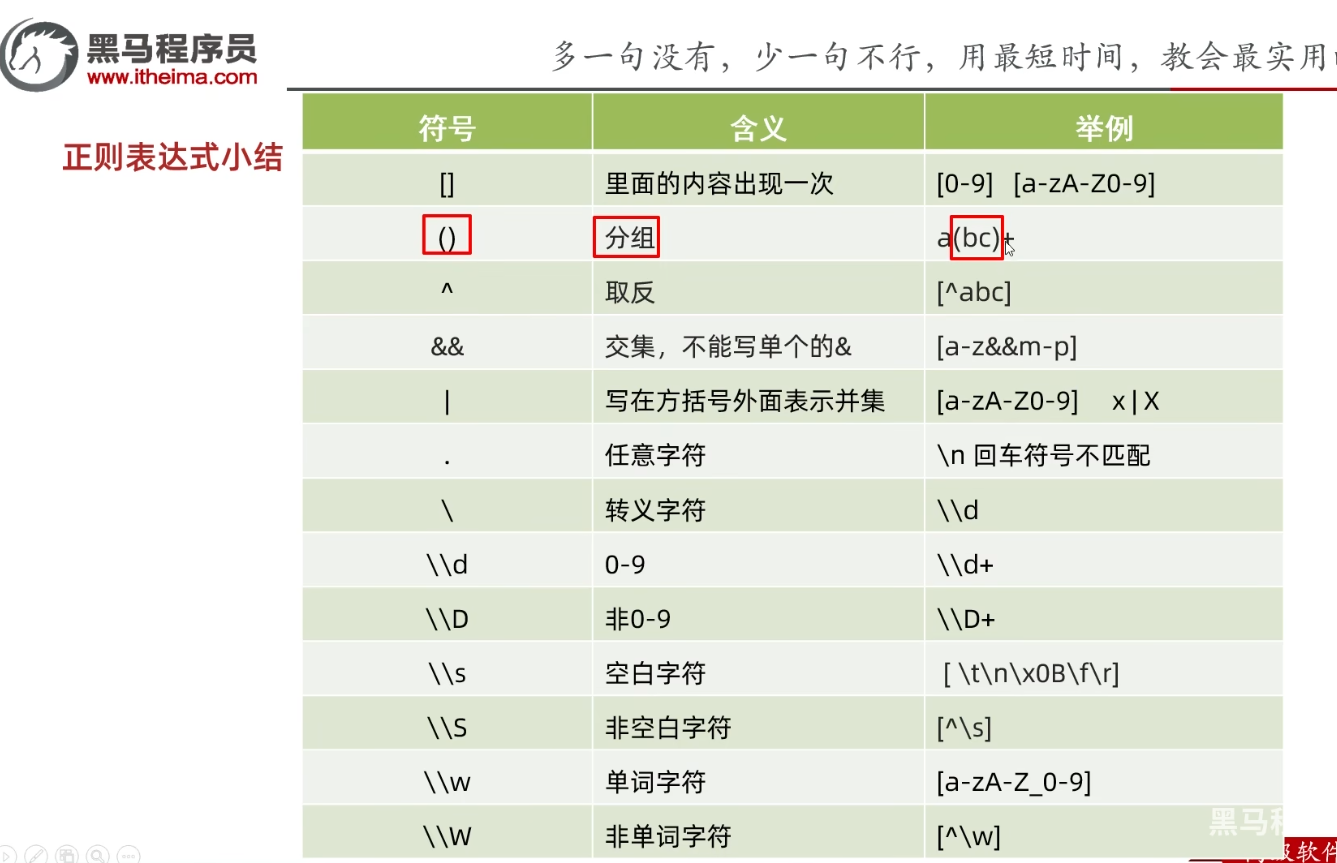 黑马程序员
www.itheima.com
多一句没有，少一句不行，用最短时间，教会最实用
正则表达式小结
符号 含义 举例
[] 里面的内容出现一次 [0-9] [a-zA-Z0-9]
() 分组 a(bc)+
^ 取反 [^abc]
&& 交集，不能写单个的& [a-z&&m-p]
| 写在方括号外面表示并集 [a-zA-Z0-9] x|X
. 任意字符 \n 回车符号不匹配
\ 转义字符 \\d
\\d 0-9 \\d+
\\D 非0-9 \\D+
\\s 空白字符 [ \t\n\x0B\f\r]
\\S 非空白字符 [^\s]
\\w 单词字符 [a-zA-Z_0-9]
\\W 非单词字符 [^\w]
黑马
级软件